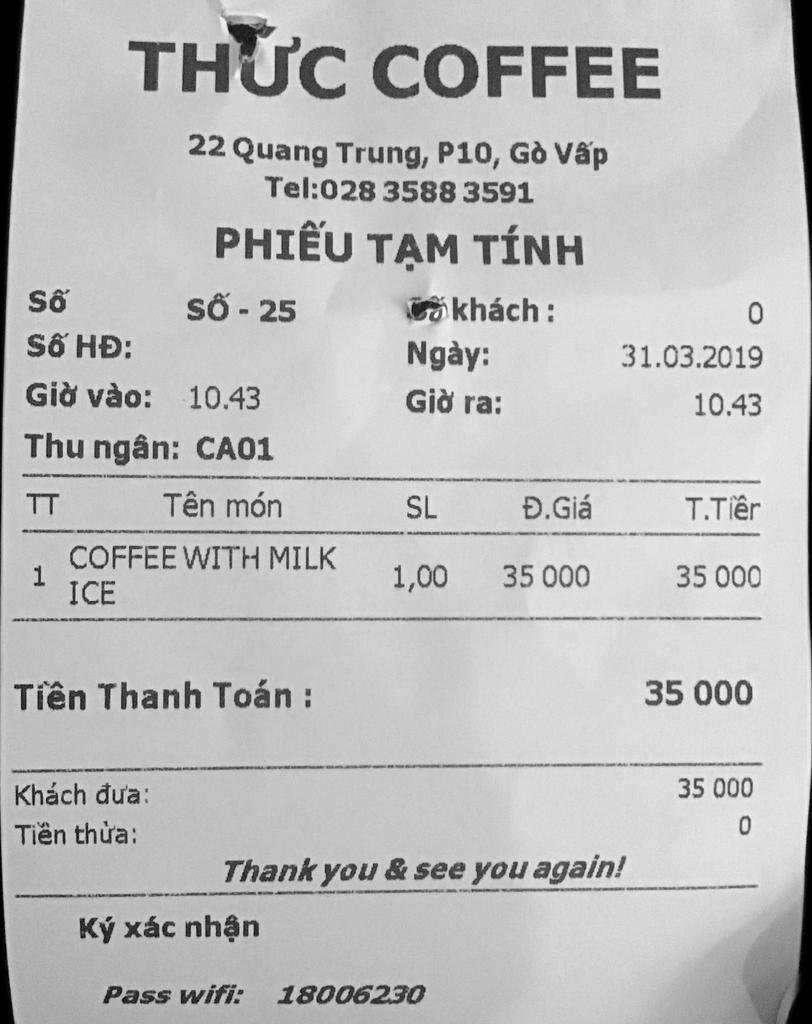 THỨC COFFEE
22 Quang Trung, P10, Gò Vấp
Tel:028 3588 3591
PHIẾU TẠM TÍNH
Số SỐ - 25 khách : 0
Số HĐ: Ngày: 31.03.2019
Giờ vào: 10.43 Giờ ra: 10.43
Thu ngân: CA01
TT Tên món SL Đ.Giá T.Tiền
1 COFFEE WITH MILK ICE 1,00 35 000 35 000
Tiền Thanh Toán : 35 000
Khách đưa: 35 000
Tiền thừa: 0
Thank you & see you again!
Ký xác nhận
Pass wifi: 18006230